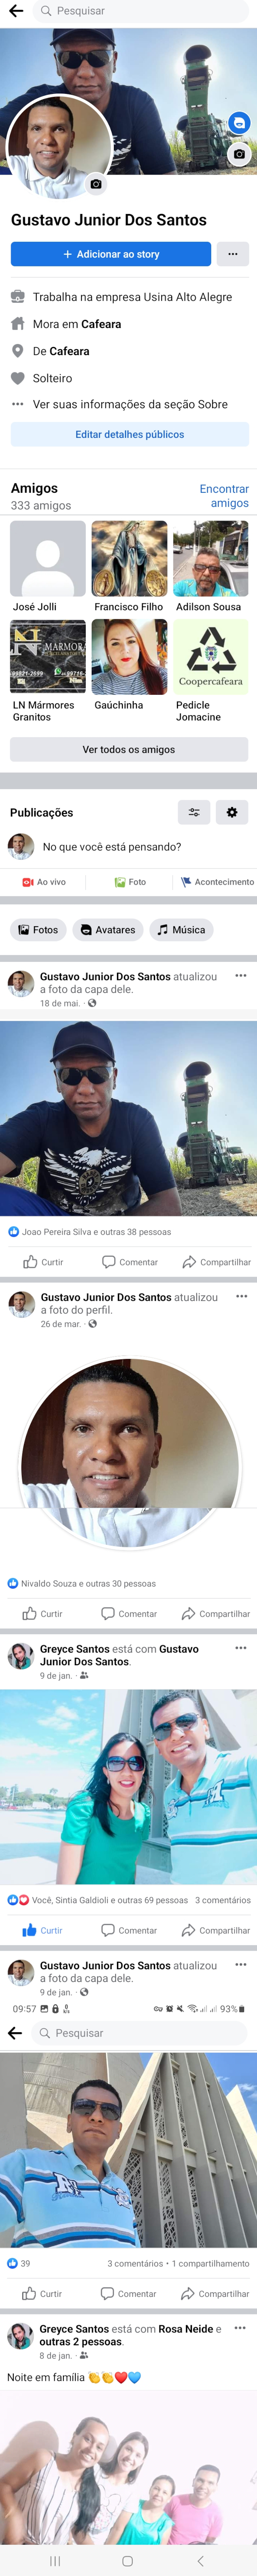 Pesquisar
Gustavo Junior Dos Santos
+ Adicionar ao story
Trabalha na empresa Usina Alto Alegre
Mora em Cafeara
De Cafeara
Solteiro
Ver suas informações da seção Sobre
Editar detalhes públicos
Amigos
333 amigos
Encontrar
amigos
José Jolli
Francisco Filho
Adilson Sousa
MARMOR
Coopercafeara
LN Mármores
Granitos
Gaúchinha
Pedicle
Jomacine
Ver todos os amigos
Publicações
No que você está pensando?
Ao vivo
Foto
Acontecimento
Fotos
Avatares
Música
Gustavo Junior Dos Santos atualizou
a foto da capa dele.
18 de mai. ·
Joao Pereira Silva e outras 38 pessoas
Curtir
Comentar
Compartilhar
Gustavo Junior Dos Santos atualizou
a foto do perfil.
26 de mar. ·
Nivaldo Souza e outras 30 pessoas
Curtir
Comentar
Compartilhar
Greyce Santos está com Gustavo
Junior Dos Santos.
9 de jan. ·
Você, Sintia Galdioli e outras 69 pessoas 3 comentários
Curtir
Comentar
Compartilhar
Gustavo Junior Dos Santos atualizou
a foto da capa dele.
9 de jan. ·
09:57
93%
Pesquisar
39
3 comentários • 1 compartilhamento
Curtir
Comentar
Compartilhar
Greyce Santos está com Rosa Neide e
outras 2 pessoas.
8 de jan. ·
Noite em família 👏👏❤️💙